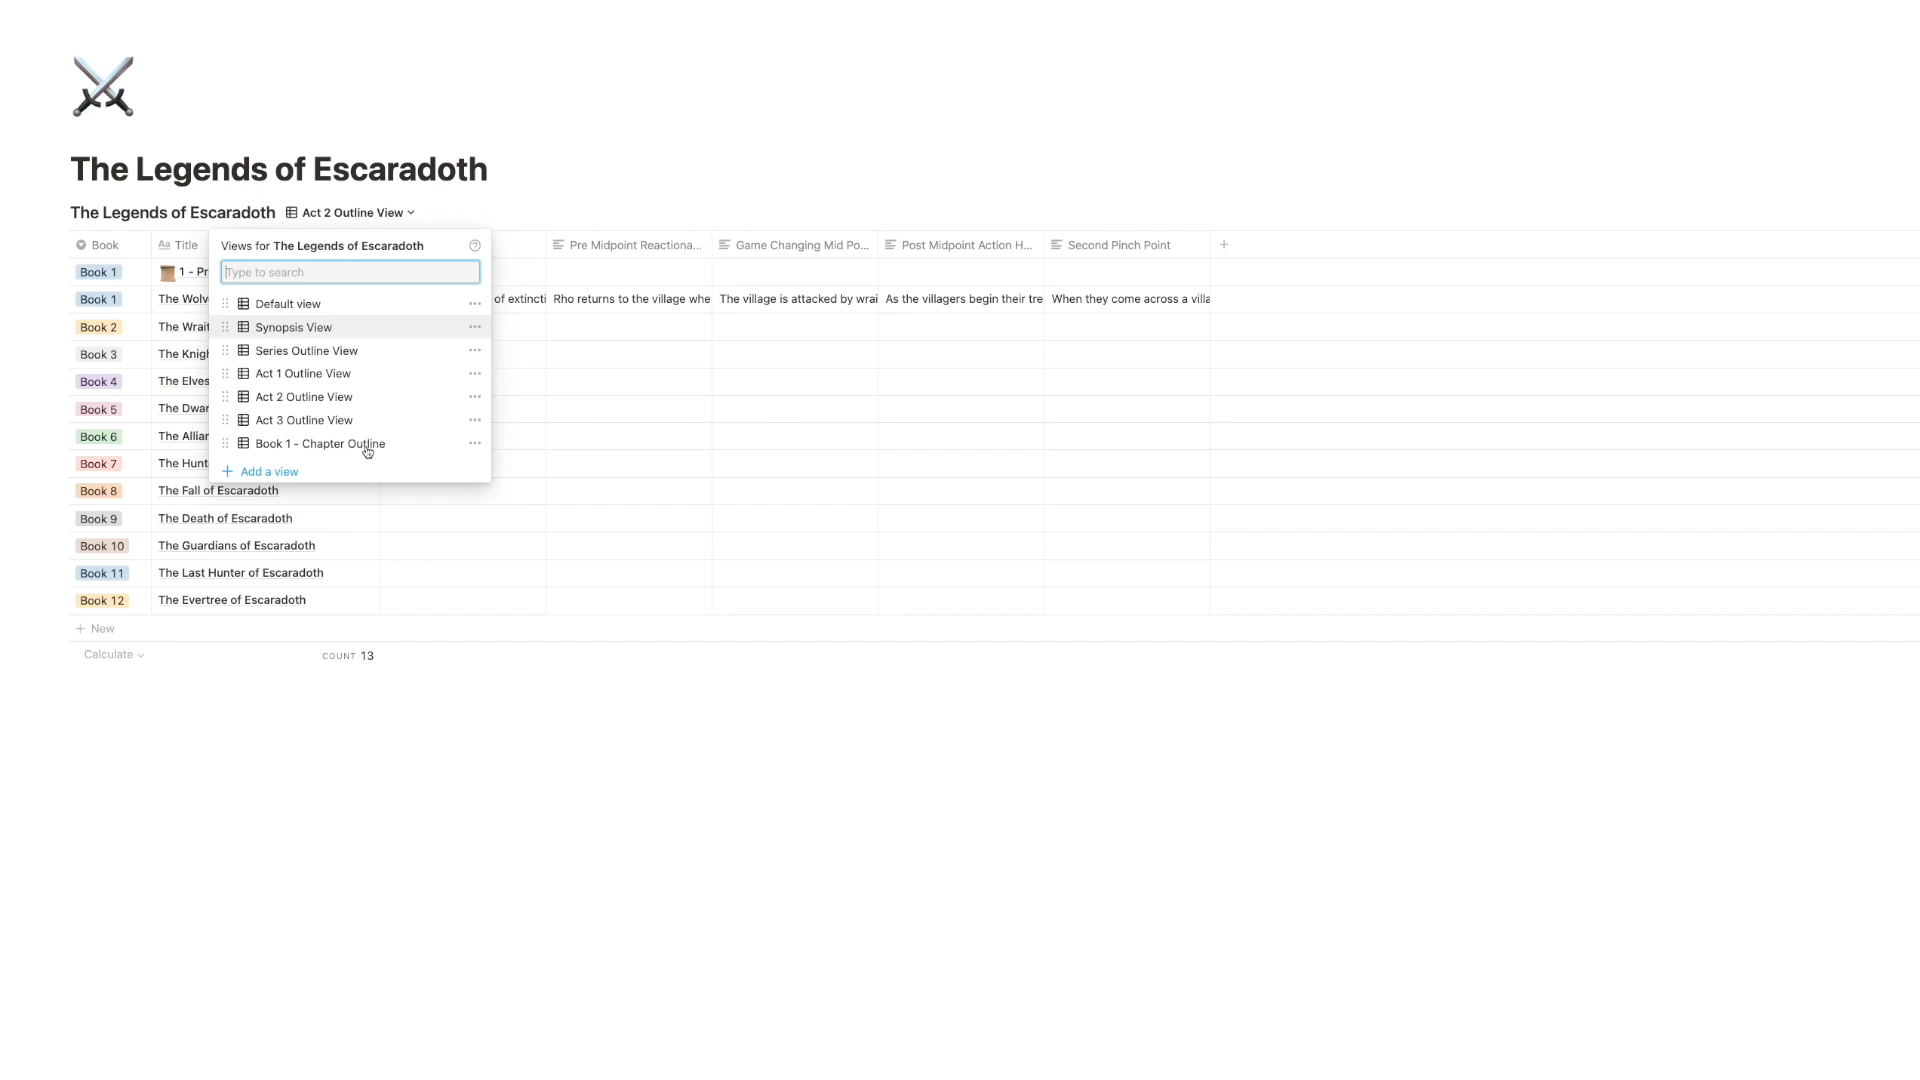 The Legends of Escaradoth
The Legends of Escaradoth Act 2 Outline View
Book Aa Title Pre Midpoint Reactiona... Game Changing Mid Po... Post Midpoint Action H... Second Pinch Point
Views for The Legends of Escaradoth
Type to search
Default view
Synopsis View
Series Outline View
Act 1 Outline View
Act 2 Outline View
Act 3 Outline View
Book 1 - Chapter Outline
Add a view
Book 1 1 - Pr
Book 1 The Wolv of extincti Rho returns to the village whe The village is attacked by wrai As the villagers begin their tre When they come across a villa
Book 2 The Wrait
Book 3 The Knigh
Book 4 The Elves
Book 5 The Dwar
Book 6 The Alliar
Book 7 The Hunt
Book 8 The Fall of Escaradoth
Book 9 The Death of Escaradoth
Book 10 The Guardians of Escaradoth
Book 11 The Last Hunter of Escaradoth
Book 12 The Evertree of Escaradoth
New
Calculate COUNT 13